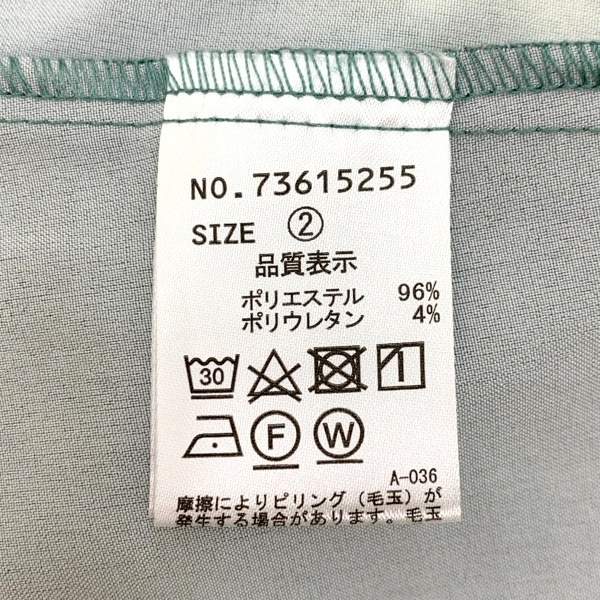 NO.73615255
SIZE ②
品質表示
ポリエステル 96%
ポリウレタン 4%
30
F W
A-036
摩擦によりピリング(毛玉)が
発生する場合があります。毛玉